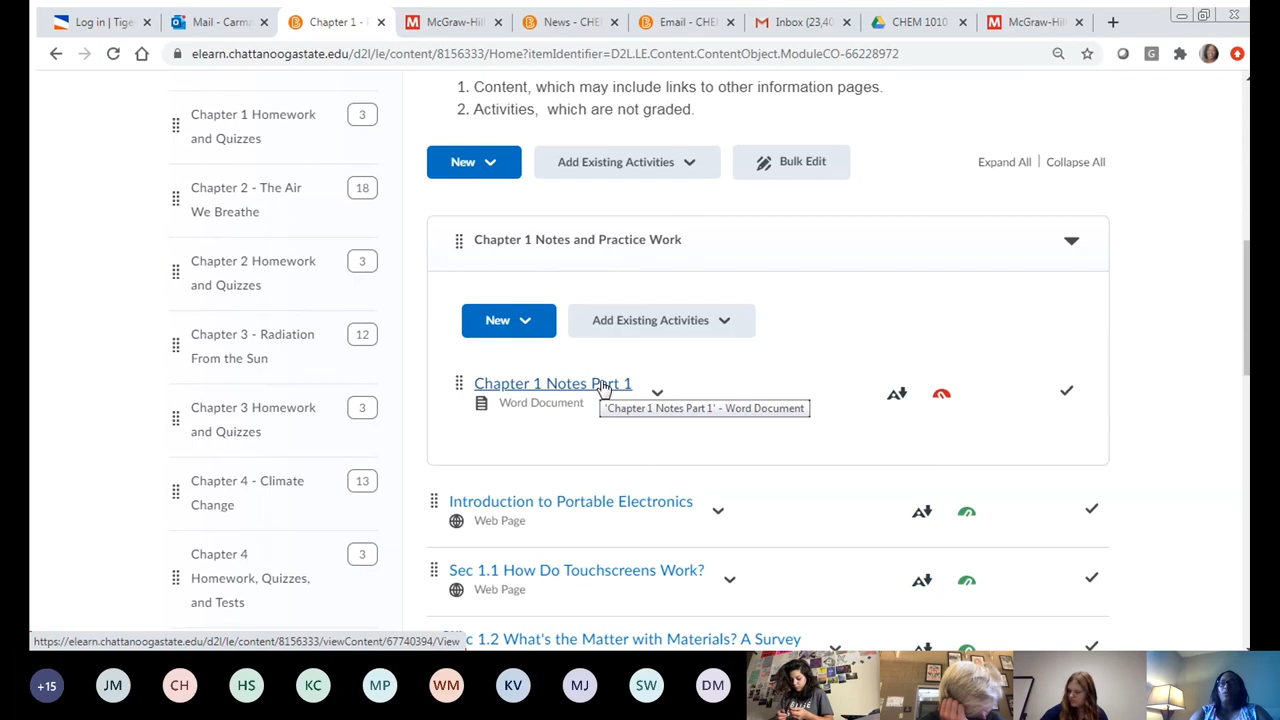 Log in | Tige
Mail - Carma
Chapter 1 - F
McGraw-Hill
News - CHE
Email - CHE
Inbox (23,40
CHEM 1010
McGraw-Hil
elearn.chattanoogastate.edu/d2l/le/content/8156333/Home?itemIdentifier=D2L.LE.Content.ContentObject.ModuleCO-66228972
1. Content, which may include links to other information pages.
2. Activities, which are not graded.
Chapter 1 Homework 3
and Quizzes
Chapter 2 - The Air 18
We Breathe
Chapter 2 Homework 3
and Quizzes
Chapter 3 - Radiation 12
From the Sun
Chapter 3 Homework 3
and Quizzes
Chapter 4 - Climate 13
Change
Chapter 4 3
Homework, Quizzes,
and Tests
New Add Existing Activities Bulk Edit Expand All | Collapse All
Chapter 1 Notes and Practice Work
New Add Existing Activities
Chapter 1 Notes Part 1
Word Document
'Chapter 1 Notes Part 1' - Word Document
Introduction to Portable Electronics
Web Page
Sec 1.1 How Do Touchscreens Work?
Web Page
1.2 What's the Matter with Materials? A Survey
https://elearn.chattanoogastate.edu/d2l/le/content/8156333/viewContent/67740394/View
+15 JM CH HS KC MP WM KV MJ SW DM